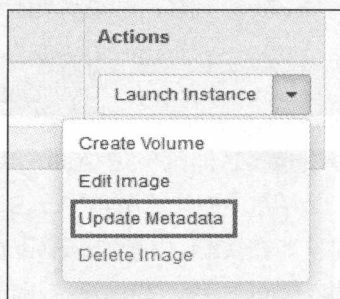 Actions
Launch Instance
Create Volume
Edit Image
Update Metadata
Delete Image